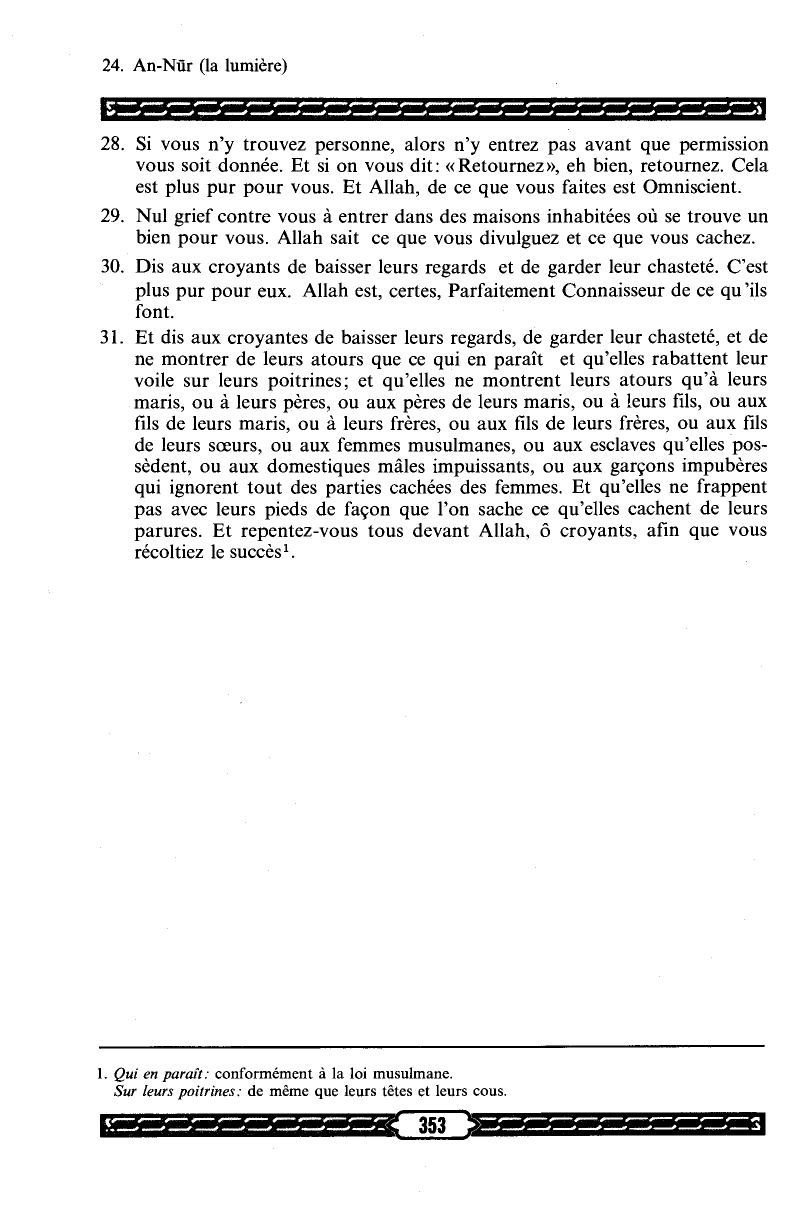 24. An-Nūr (la lumière)
28. Si vous n'y trouvez personne, alors n'y entrez pas avant que permission
vous soit donnée. Et si on vous dit: «Retournez», eh bien, retournez. Cela
est plus pur pour vous. Et Allah, de ce que vous faites est Omniscient.
29. Nul grief contre vous à entrer dans des maisons inhabitées où se trouve un
bien pour vous. Allah sait ce que vous divulguez et ce que vous cachez.
30. Dis aux croyants de baisser leurs regards et de garder leur chasteté. C'est
plus pur pour eux. Allah est, certes, Parfaitement Connaisseur de ce qu'ils
font.
31. Et dis aux croyantes de baisser leurs regards, de garder leur chasteté, et de
ne montrer de leurs atours que ce qui en paraît et qu'elles rabattent leur
voile sur leurs poitrines; et qu'elles ne montrent leurs atours qu'à leurs
maris, ou à leurs pères, ou aux pères de leurs maris, ou à leurs fils, ou aux
fils de leurs maris, ou à leurs frères, ou aux fils de leurs frères, ou aux fils
de leurs sœurs, ou aux femmes musulmanes, ou aux esclaves qu'elles pos-
sèdent, ou aux domestiques mâles impuissants, ou aux garçons impubères
qui ignorent tout des parties cachées des femmes. Et qu'elles ne frappent
pas avec leurs pieds de façon que l'on sache ce qu'elles cachent de leurs
parures. Et repentez-vous tous devant Allah, ô croyants, afin que vous
récoltiez le succès¹.
1. Qui en paraît: conformément à la loi musulmane.
Sur leurs poitrines: de même que leurs têtes et leurs cous.
353